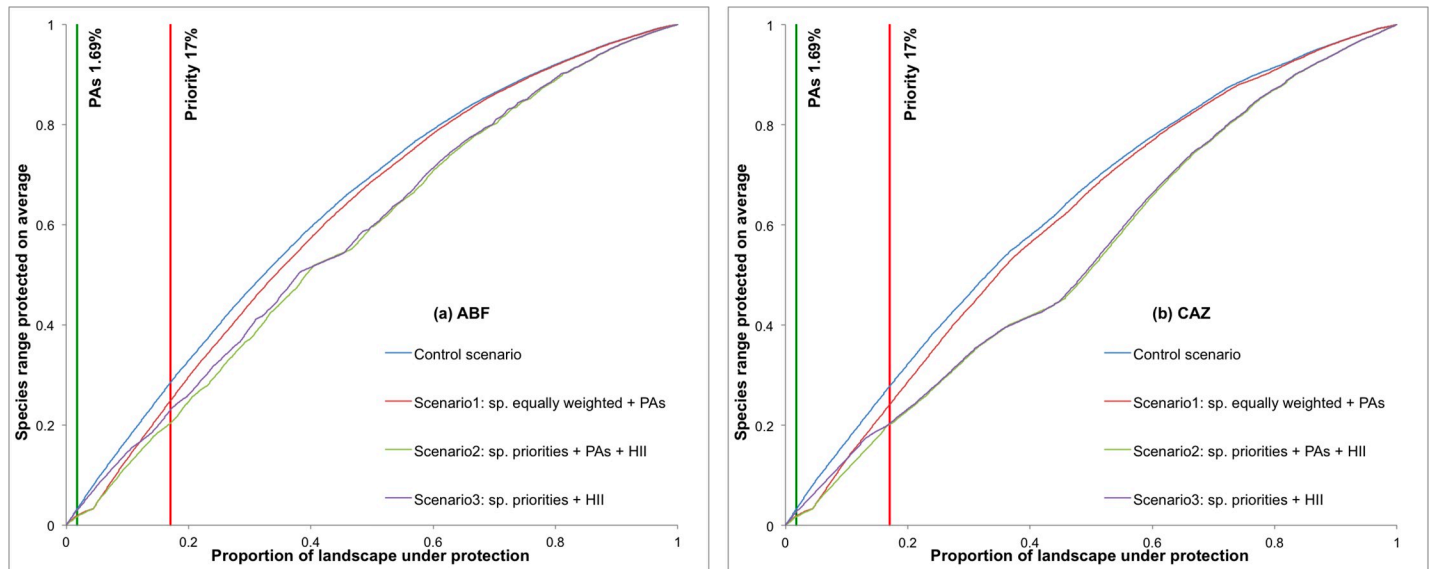 1
0.8
0.6
0.4
0.2
0
Species range protected on average
PAs 1.69%
Priority 17%
(a) ABF
Control scenario
Scenario1: sp. equally weighted + PAs
Scenario2: sp. priorities + PAs + HII
Scenario3: sp. priorities + HII
0 0.2 0.4 0.6 0.8 1
Proportion of landscape under protection
1
0.8
0.6
0.4
0.2
0
Species range protected on average
PAs 1.69%
Priority 17%
(b) CAZ
Control scenario
Scenario1: sp. equally weighted + PAs
Scenario2: sp. priorities + PAs + HII
Scenario3: sp. priorities + HII
0 0.2 0.4 0.6 0.8 1
Proportion of landscape under protection